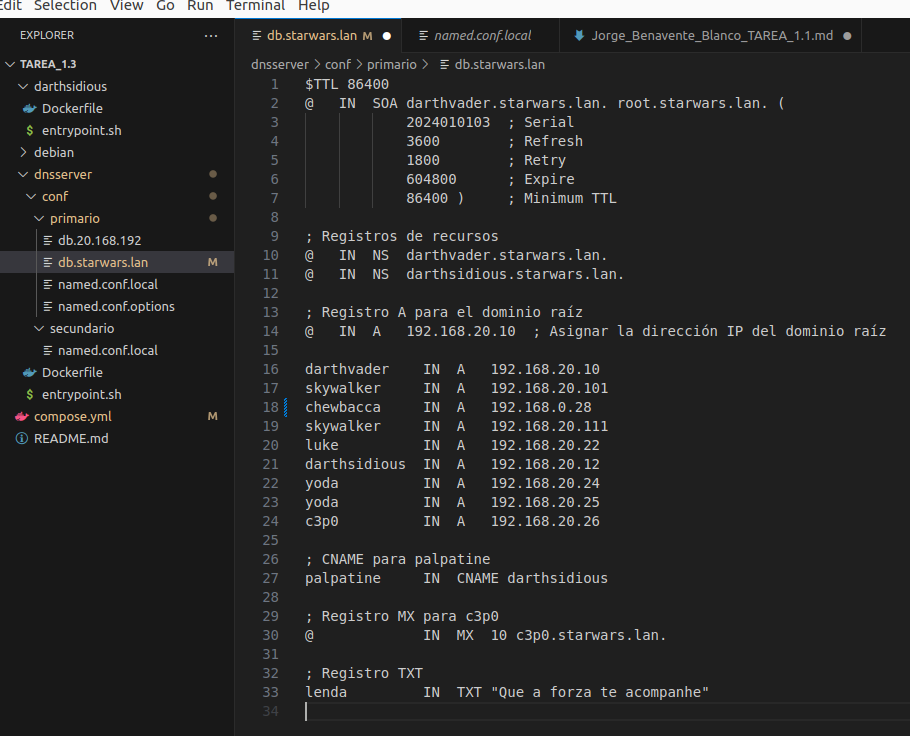 Edit Selection View Go Run Terminal Help
EXPLORER ...
TAREA_1.3
darthsidious
Dockerfile
$ entrypoint.sh
debian
dnsserver
conf
primario
db.20.168.192
db.starwars.lan M
named.conf.local
named.conf.options
secundario
named.conf.local
Dockerfile
$ entrypoint.sh
compose.yml M
README.md
db.starwars.lan M ● named.conf.local Jorge_Benavente_Blanco_TAREA_1.1.md ●
dnsserver > conf > primario > db.starwars.lan
1 $TTL 86400
2 @ IN SOA darthvader.starwars.lan. root.starwars.lan. (
3 2024010103 ; Serial
4 3600 ; Refresh
5 1800 ; Retry
6 604800 ; Expire
7 86400 ) ; Minimum TTL
8
9 ; Registros de recursos
10 @ IN NS darthvader.starwars.lan.
11 @ IN NS darthsidious.starwars.lan.
12
13 ; Registro A para el dominio raíz
14 @ IN A 192.168.20.10 ; Asignar la dirección IP del dominio raíz
15
16 darthvader IN A 192.168.20.10
17 skywalker IN A 192.168.20.101
18 chewbacca IN A 192.168.0.28
19 skywalker IN A 192.168.20.111
20 luke IN A 192.168.20.22
21 darthsidious IN A 192.168.20.12
22 yoda IN A 192.168.20.24
23 yoda IN A 192.168.20.25
24 c3p0 IN A 192.168.20.26
25
26 ; CNAME para palpatine
27 palpatine IN CNAME darthsidious
28
29 ; Registro MX para c3p0
30 @ IN MX 10 c3p0.starwars.lan.
31
32 ; Registro TXT
33 lenda IN TXT "Que a forza te acompanhe"
34